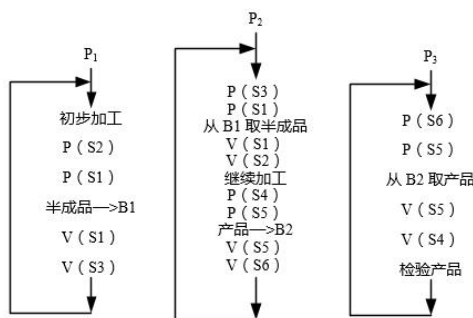 P1
初步加工
P（S2）
P（S1）
半成品—>B1
V（S1）
V（S3）
P2
P（S3）
P（S1）
从 B1 取半成品
V（S1）
V（S2）
继续加工
P（S4）
P（S5）
产品—>B2
V（S5）
V（S6）
P3
P（S6）
P（S5）
从 B2 取产品
V（S5）
V（S4）
检验产品